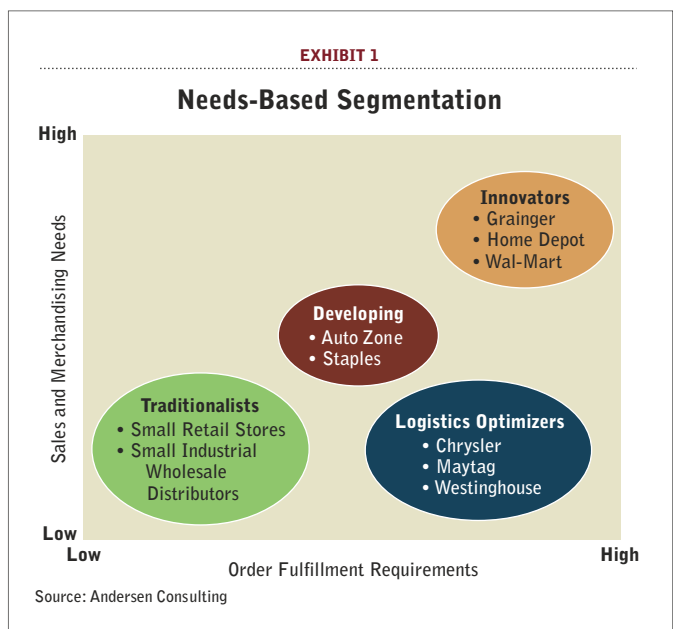 EXHIBIT 1
Needs-Based Segmentation
High
Sales and Merchandising Needs
Innovators
• Grainger
• Home Depot
• Wal-Mart
Developing
• Auto Zone
• Staples
Traditionalists
• Small Retail Stores
• Small Industrial
Wholesale
Distributors
Logistics Optimizers
• Chrysler
• Maytag
• Westinghouse
Low
Low
Order Fulfillment Requirements
High
Source: Andersen Consulting